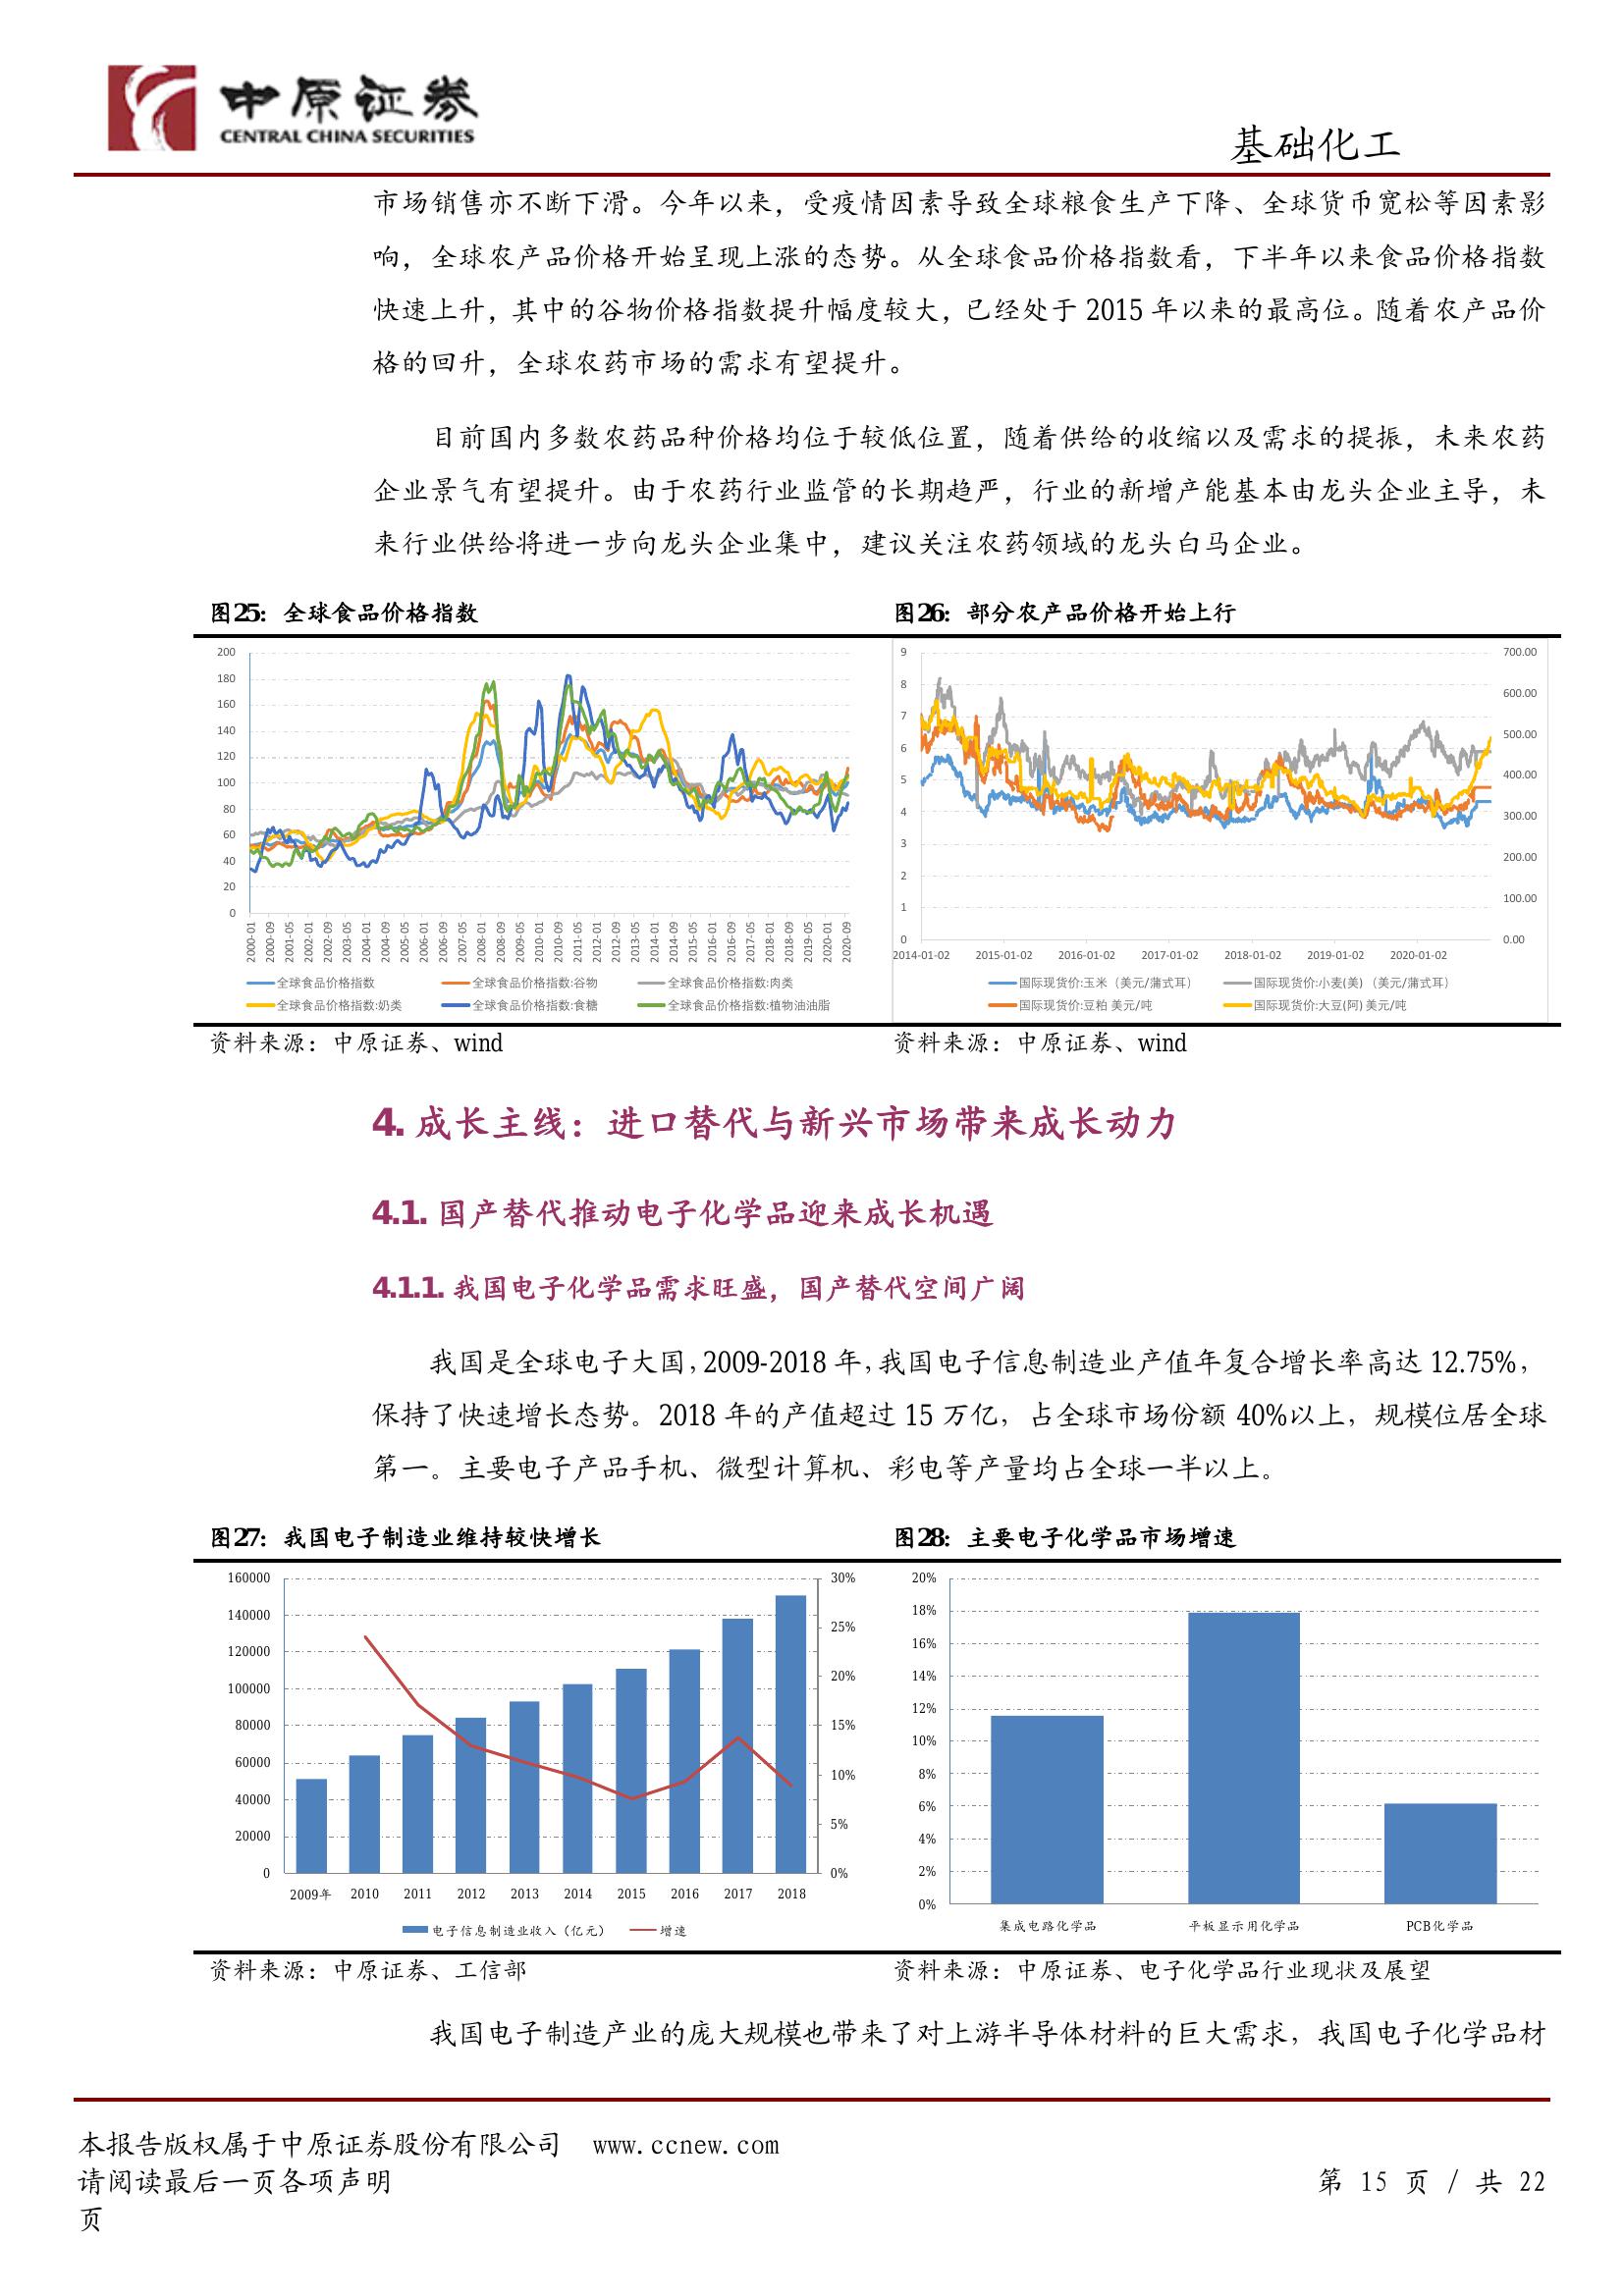 中原证券
CENTRAL CHINA SECURITIES
基础化工
市场销售亦不断下滑。今年以来，受疫情因素导致全球粮食生产下降、全球货币宽松等因素影
响，全球农产品价格开始呈现上涨的态势。从全球食品价格指数看，下半年以来食品价格指数
快速上升，其中的谷物价格指数提升幅度较大，已经处于 2015 年以来的最高位。随着农产品价
格的回升，全球农药市场的需求有望提升。
目前国内多数农药品种价格均位于较低位置，随着供给的收缩以及需求的提振，未来农药
企业景气有望提升。由于农药行业监管的长期趋严，行业的新增产能基本由龙头企业主导，未
来行业供给将进一步向龙头企业集中，建议关注农药领域的龙头白马企业。
图25：全球食品价格指数
200
180
160
140
120
100
80
60
40
20
0
2000-01 2000-09 2001-05 2002-01 2002-09 2003-05 2004-01 2004-09 2005-05 2006-01 2006-09 2007-05 2008-01 2008-09 2009-05 2010-01 2010-09 2011-05 2012-01 2012-09 2013-05 2014-01 2014-09 2015-05 2016-01 2016-09 2017-05 2018-01 2018-09 2019-05 2020-01 2020-09
全球食品价格指数 全球食品价格指数:谷物 全球食品价格指数:肉类
全球食品价格指数:奶类 全球食品价格指数:食糖 全球食品价格指数:植物油油脂
资料来源：中原证券、wind
图26：部分农产品价格开始上行
9
8
7
6
5
4
3
2
1
0
700.00
600.00
500.00
400.00
300.00
200.00
100.00
0.00
2014-01-02 2015-01-02 2016-01-02 2017-01-02 2018-01-02 2019-01-02 2020-01-02
国际现货价:玉米（美元/蒲式耳） 国际现货价:小麦(美)（美元/蒲式耳）
国际现货价:豆粕 美元/吨 国际现货价:大豆(阿) 美元/吨
资料来源：中原证券、wind
4. 成长主线：进口替代与新兴市场带来成长动力
4.1. 国产替代推动电子化学品迎来成长机遇
4.1.1. 我国电子化学品需求旺盛，国产替代空间广阔
我国是全球电子大国，2009-2018 年，我国电子信息制造业产值年复合增长率高达 12.75%，
保持了快速增长态势。2018 年的产值超过 15 万亿，占全球市场份额 40%以上，规模位居全球
第一。主要电子产品手机、微型计算机、彩电等产量均占全球一半以上。
图27：我国电子制造业维持较快增长
160000
140000
120000
100000
80000
60000
40000
20000
0
30%
25%
20%
15%
10%
5%
0%
2009年 2010 2011 2012 2013 2014 2015 2016 2017 2018
电子信息制造业收入（亿元） 增速
资料来源：中原证券、工信部
图28：主要电子化学品市场增速
20%
18%
16%
14%
12%
10%
8%
6%
4%
2%
0%
集成电路化学品 平板显示用化学品 PCB化学品
资料来源：中原证券、电子化学品行业现状及展望
我国电子制造产业的庞大规模也带来了对上游半导体材料的巨大需求，我国电子化学品材
本报告版权属于中原证券股份有限公司 www.ccnew.com
请阅读最后一页各项声明 第 15 页 / 共 22
页